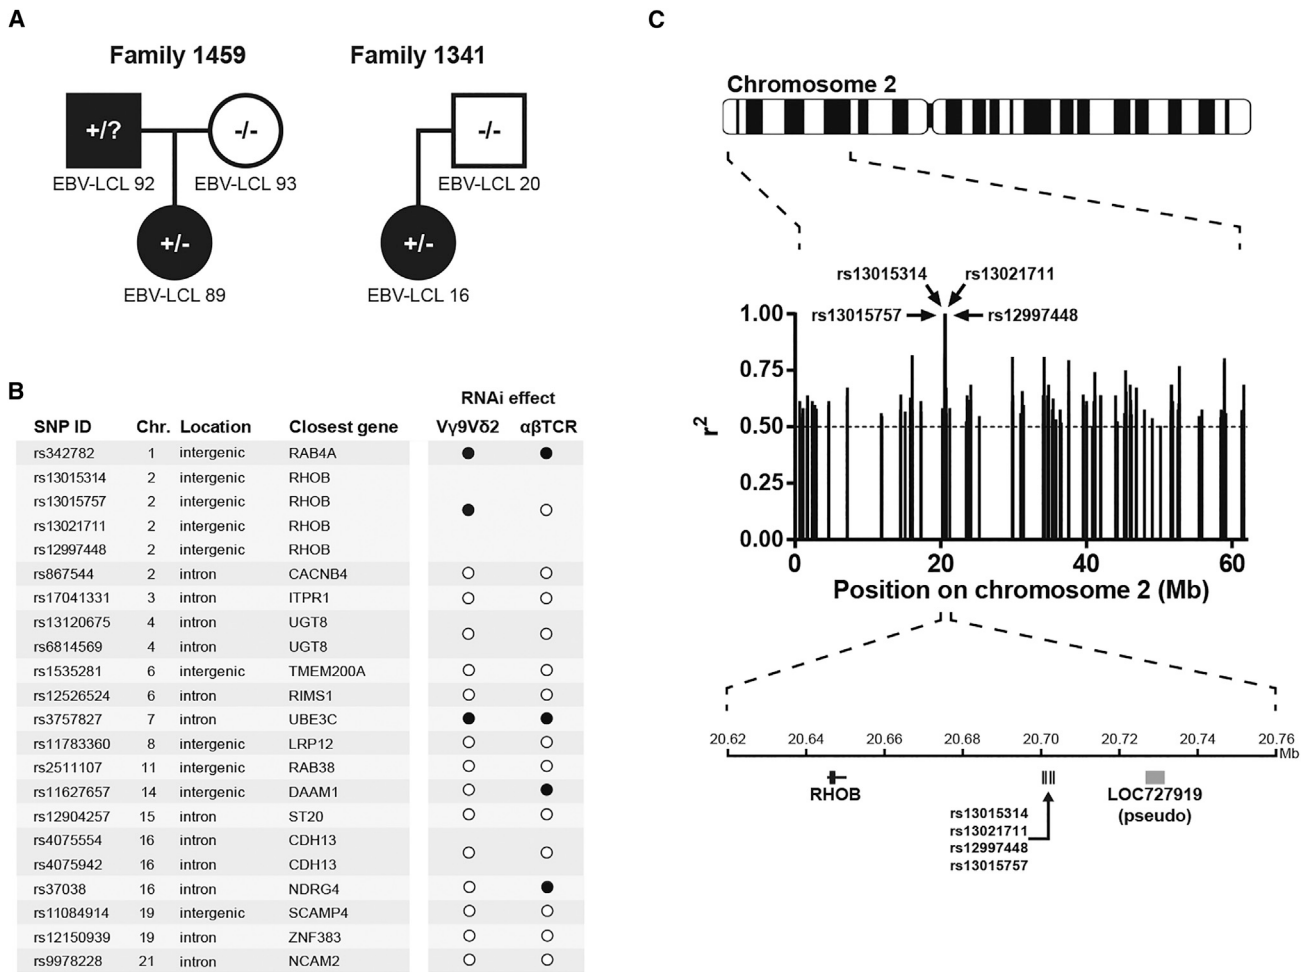 A
Family 1459
Family 1341
+/?
-/-
-/-
EBV-LCL 92
EBV-LCL 93
EBV-LCL 20
+/-
+/-
EBV-LCL 89
EBV-LCL 16
B
RNAi effect
SNP ID Chr. Location Closest gene Vγ9Vδ2 αβTCR
rs342782 1 intergenic RAB4A
rs13015314 2 intergenic RHOB
rs13015757 2 intergenic RHOB
rs13021711 2 intergenic RHOB
rs12997448 2 intergenic RHOB
rs867544 2 intron CACNB4
rs17041331 3 intron ITPR1
rs13120675 4 intron UGT8
rs6814569 4 intron UGT8
rs1535281 6 intergenic TMEM200A
rs12526524 6 intron RIMS1
rs3757827 7 intron UBE3C
rs11783360 8 intergenic LRP12
rs2511107 11 intergenic RAB38
rs11627657 14 intergenic DAAM1
rs12904257 15 intron ST20
rs4075554 16 intron CDH13
rs4075942 16 intron CDH13
rs37038 16 intron NDRG4
rs11084914 19 intergenic SCAMP4
rs12150939 19 intron ZNF383
rs9978228 21 intron NCAM2
C
Chromosome 2
rs13015314 rs13021711
rs13015757 rs12997448
1.00
0.75
0.50
0.25
0.00
r²
0 20 40 60
Position on chromosome 2 (Mb)
20.62 20.64 20.66 20.68 20.70 20.72 20.74 20.76
Mb
RHOB
LOC727919
(pseudo)
rs13015314
rs13021711
rs12997448
rs13015757